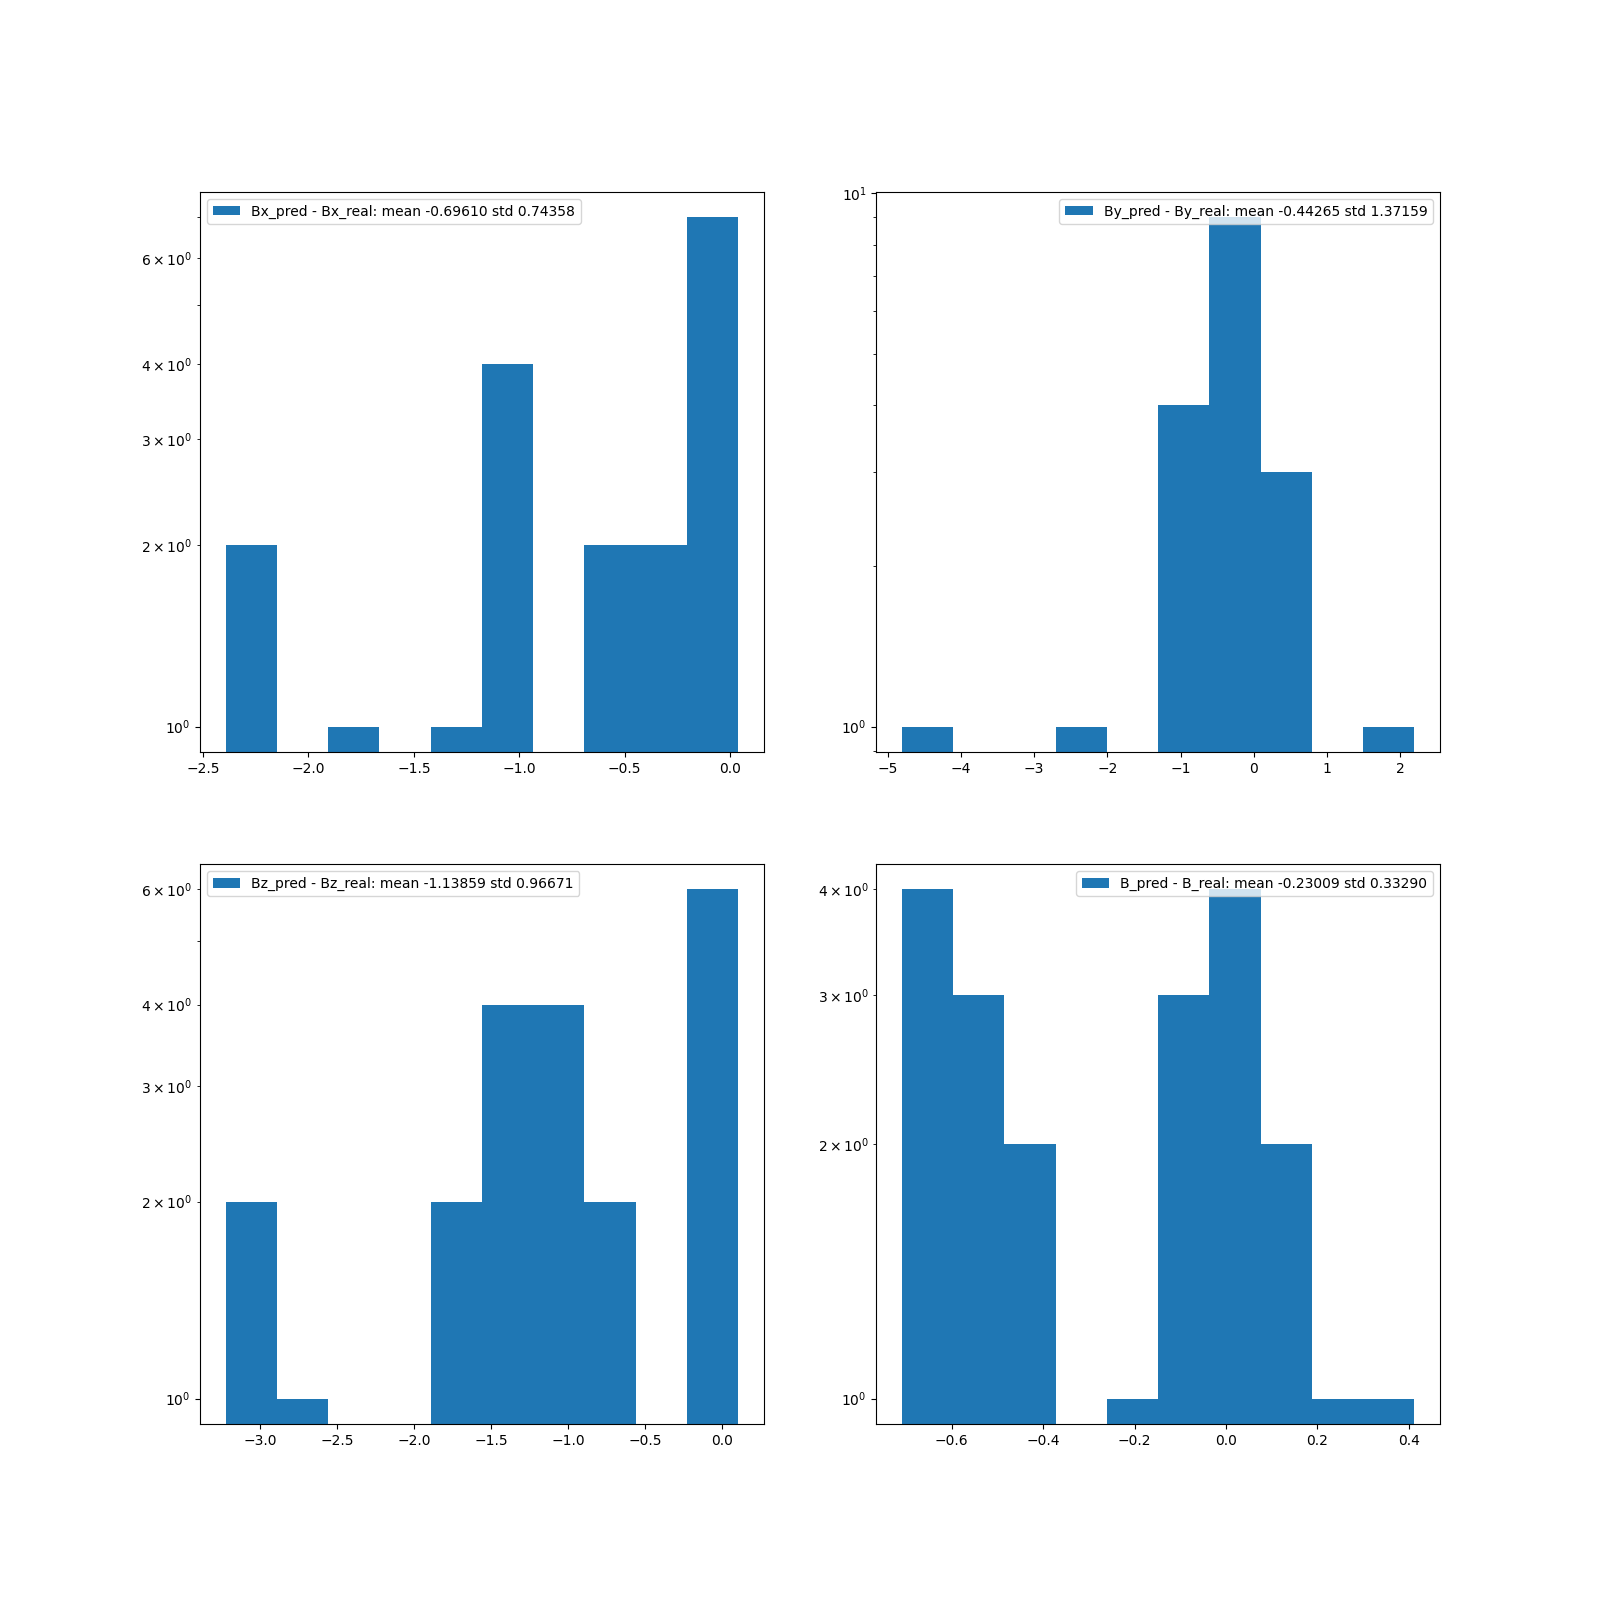 Bx_pred - Bx_real: mean -0.69610 std 0.74358
6 × 10⁰
4 × 10⁰
3 × 10⁰
2 × 10⁰
10⁰
−2.5 −2.0 −1.5 −1.0 −0.5 0.0
By_pred - By_real: mean -0.44265 std 1.37159
10¹
10⁰
−5 −4 −3 −2 −1 0 1 2
Bz_pred - Bz_real: mean -1.13859 std 0.96671
6 × 10⁰
4 × 10⁰
3 × 10⁰
2 × 10⁰
10⁰
−3.0 −2.5 −2.0 −1.5 −1.0 −0.5 0.0
B_pred - B_real: mean -0.23009 std 0.33290
4 × 10⁰
3 × 10⁰
2 × 10⁰
10⁰
−0.6 −0.4 −0.2 0.0 0.2 0.4